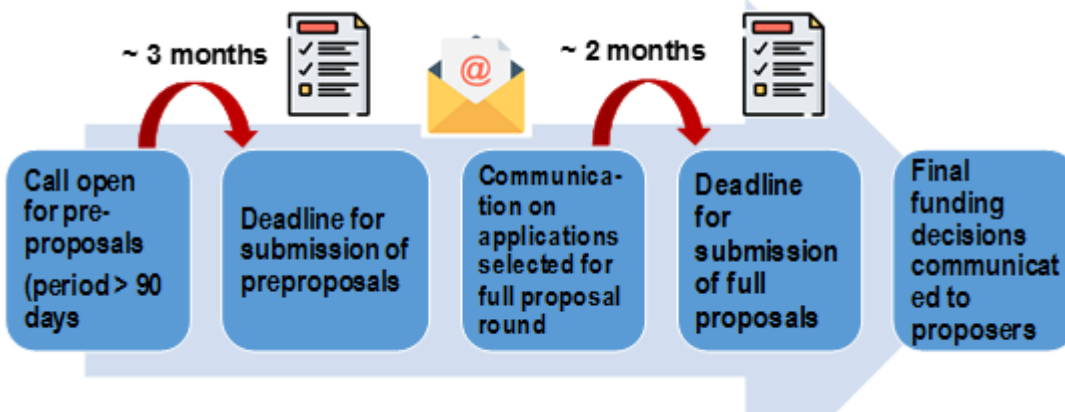 ~ 3 months
@
~ 2 months
Call open
for pre-
proposals
(period > 90
days
Deadline for
submission of
preproposals
Communica-
tion on
applications
selected for
full proposal
round
Deadline
for
submission
of full
proposals
Final
funding
decisions
communicat
ed to
proposers